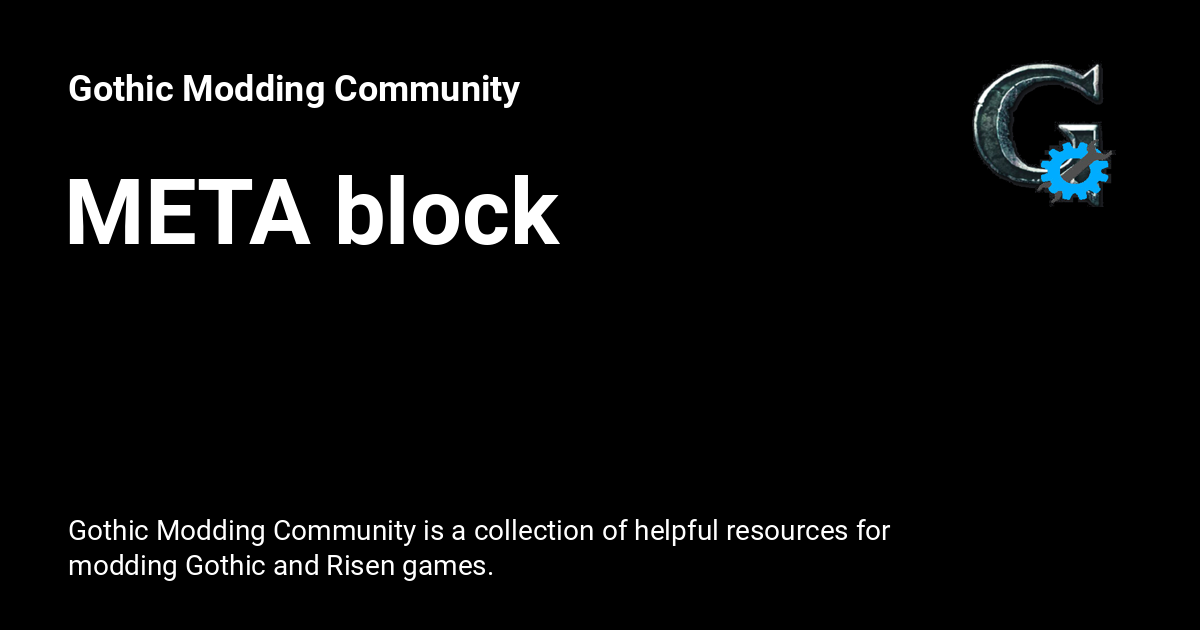 Gothic Modding Community
META block
Gothic Modding Community is a collection of helpful resources for
modding Gothic and Risen games.